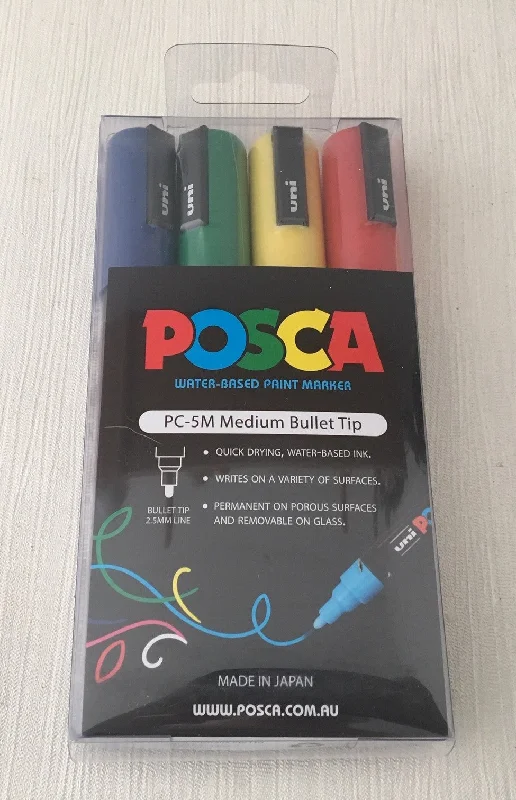 uni
uni
uni
uni
POSCA
WATER-BASED PAINT MARKER
PC-5M Medium Bullet Tip
• QUICK DRYING, WATER-BASED INK.
• WRITES ON A VARIETY OF SURFACES.
• PERMANENT ON POROUS SURFACES
AND REMOVABLE ON GLASS.
BULLET TIP
2.5MM LINE
uni PO
MADE IN JAPAN
WWW.POSCA.COM.AU